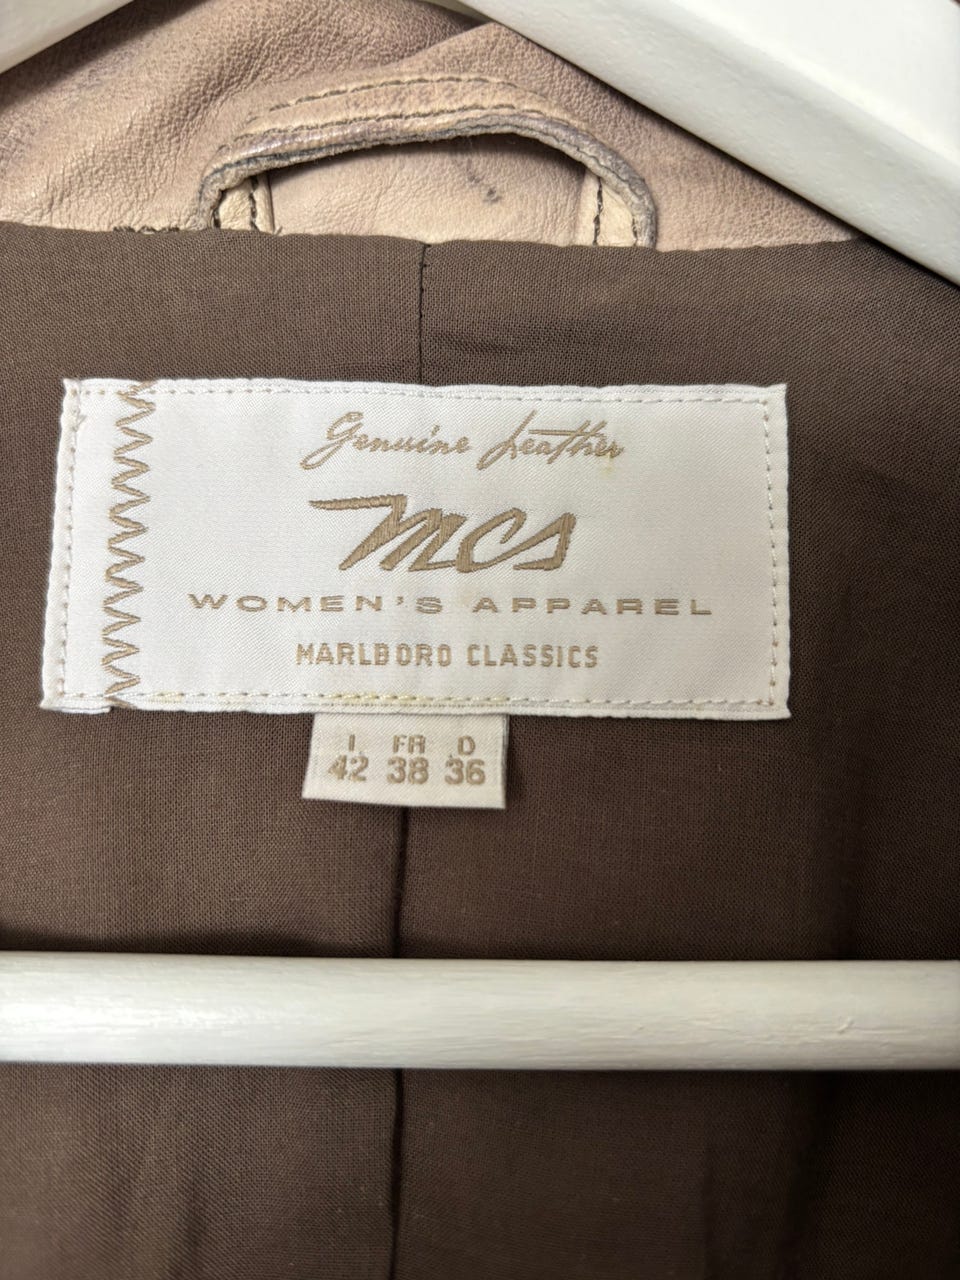 Genuine Leather
MCS
WOMEN'S APPAREL
MARLBORO CLASSICS
I FR D
42 38 36